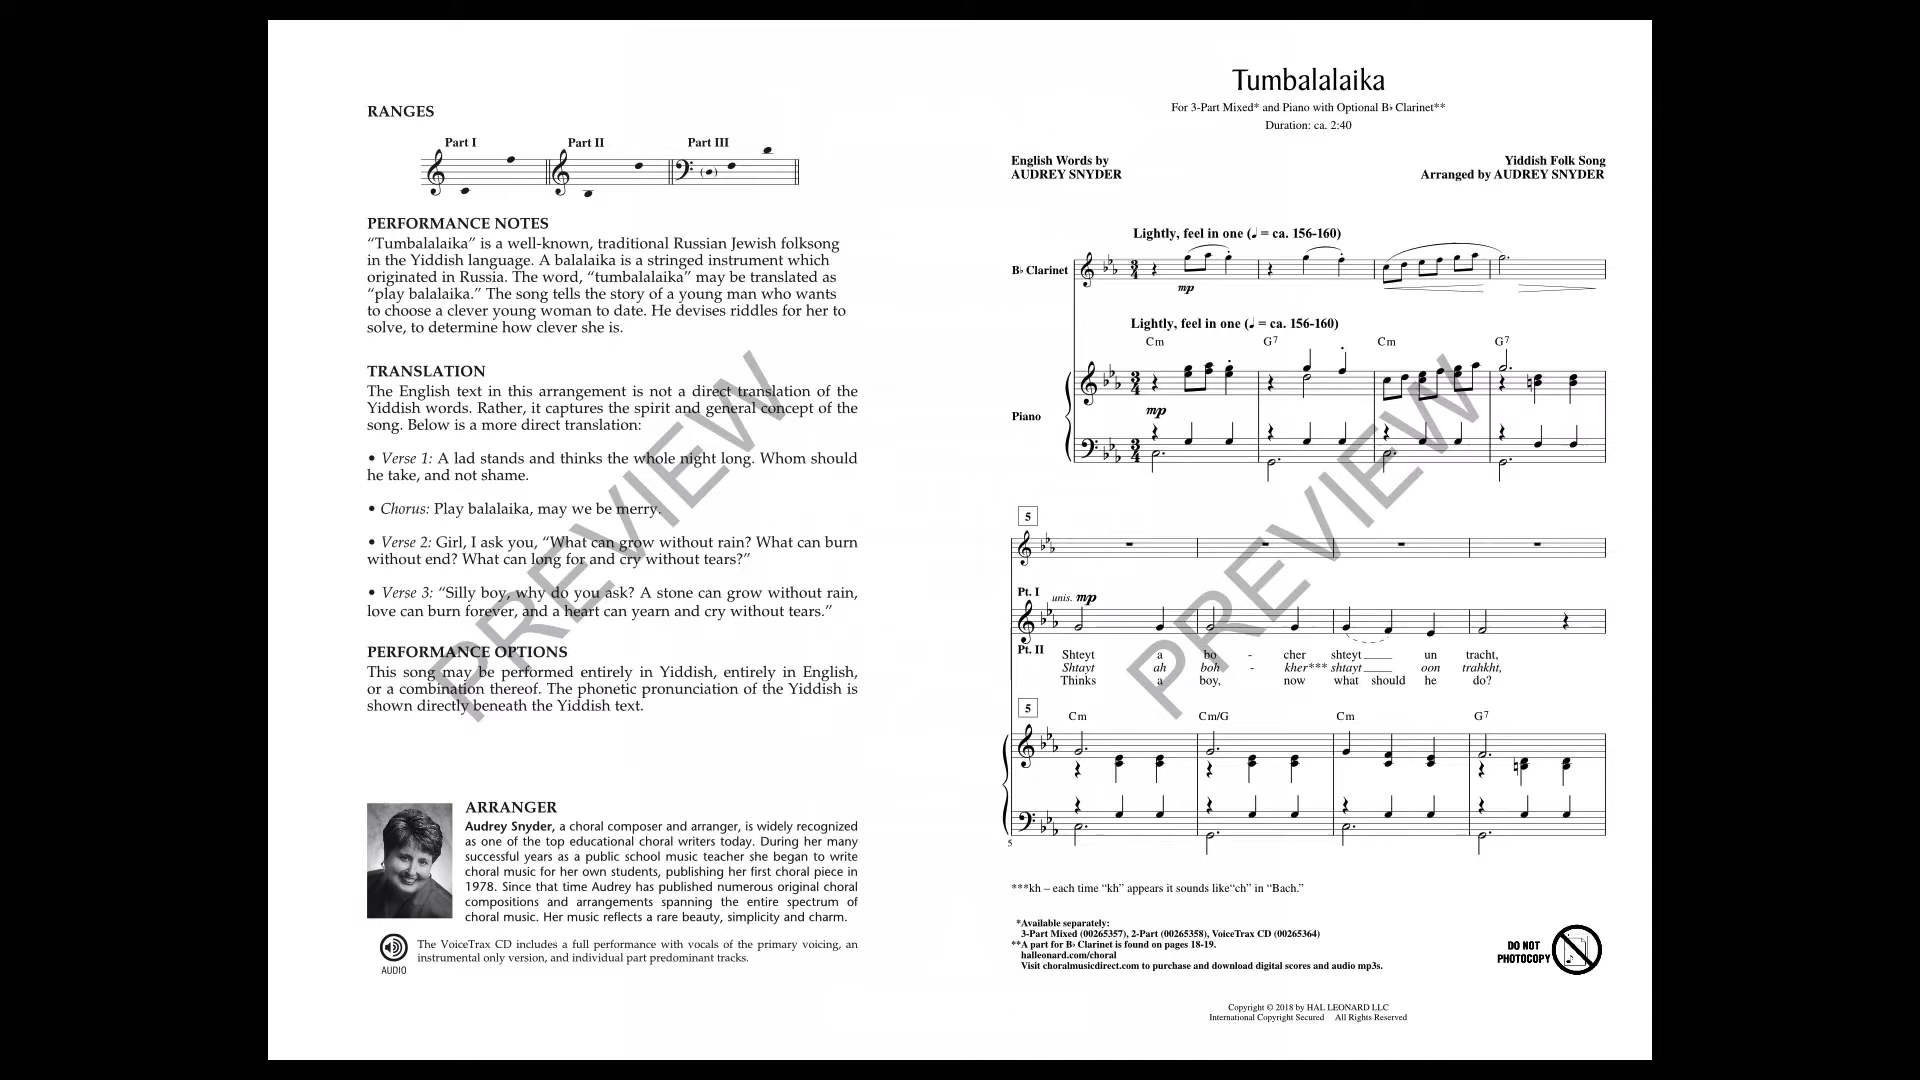 RANGES
Part I
Part II
Part III
PERFORMANCE NOTES
“Tumbalalaika” is a well-known, traditional Russian Jewish folksong
in the Yiddish language. A balalaika is a stringed instrument which
originated in Russia. The word, “tumbalalaika” may be translated as
“play balalaika.” The song tells the story of a young man who wants
to choose a clever young woman to date. He devises riddles for her to
solve, to determine how clever she is.
TRANSLATION
The English text in this arrangement is not a direct translation of the
Yiddish words. Rather, it captures the spirit and general concept of the
song. Below is a more direct translation:
• Verse 1: A lad stands and thinks the whole night long. Whom should
he take, and not shame.
• Chorus: Play balalaika, may we be merry.
• Verse 2: Girl, I ask you, “What can grow without rain? What can burn
without end? What can long for and cry without tears?”
• Verse 3: “Silly boy, why do you ask? A stone can grow without rain,
love can burn forever, and a heart can yearn and cry without tears.”
PERFORMANCE OPTIONS
This song may be performed entirely in Yiddish, entirely in English,
or a combination thereof. The phonetic pronunciation of the Yiddish is
shown directly beneath the Yiddish text.
ARRANGER
Audrey Snyder, a choral composer and arranger, is widely recognized
as one of the top educational choral writers today. During her many
successful years as a public school music teacher she began to write
choral music for her own students, publishing her first choral piece in
1978. Since that time Audrey has published numerous original choral
compositions and arrangements spanning the entire spectrum of
choral music. Her music reflects a rare beauty, simplicity and charm.
AUDIO
The VoiceTrax CD includes a full performance with vocals of the primary voicing, an
instrumental only version, and individual part predominant tracks.
PREVIEW
Tumbalalaika
For 3-Part Mixed* and Piano with Optional B♭ Clarinet**
Duration: ca. 2:40
English Words by
AUDREY SNYDER
Yiddish Folk Song
Arranged by AUDREY SNYDER
Lightly, feel in one (♩ = ca. 156-160)
B♭ Clarinet
mp
Lightly, feel in one (♩ = ca. 156-160)
Cm G7 Cm G7
Piano
mp
5
Pt. I
unis. mp
Pt. II
Shteyt a bo - cher shteyt un tracht,
Shtayt ah boh - kher*** shtayt oon trahkht,
Thinks a boy, now what should he do?
5
Cm Cm/G Cm G7
5
***kh – each time “kh” appears it sounds like“ch” in “Bach.”
*Available separately:
3-Part Mixed (00265357), 2-Part (00265358), VoiceTrax CD (00265364)
**A part for B♭ Clarinet is found on pages 18-19.
halleonard.com/choral
Visit choralmusicdirect.com to purchase and download digital scores and audio mp3s.
DO NOT
PHOTOCOPY
Copyright © 2018 by HAL LEONARD LLC
International Copyright Secured All Rights Reserved
PREVIEW